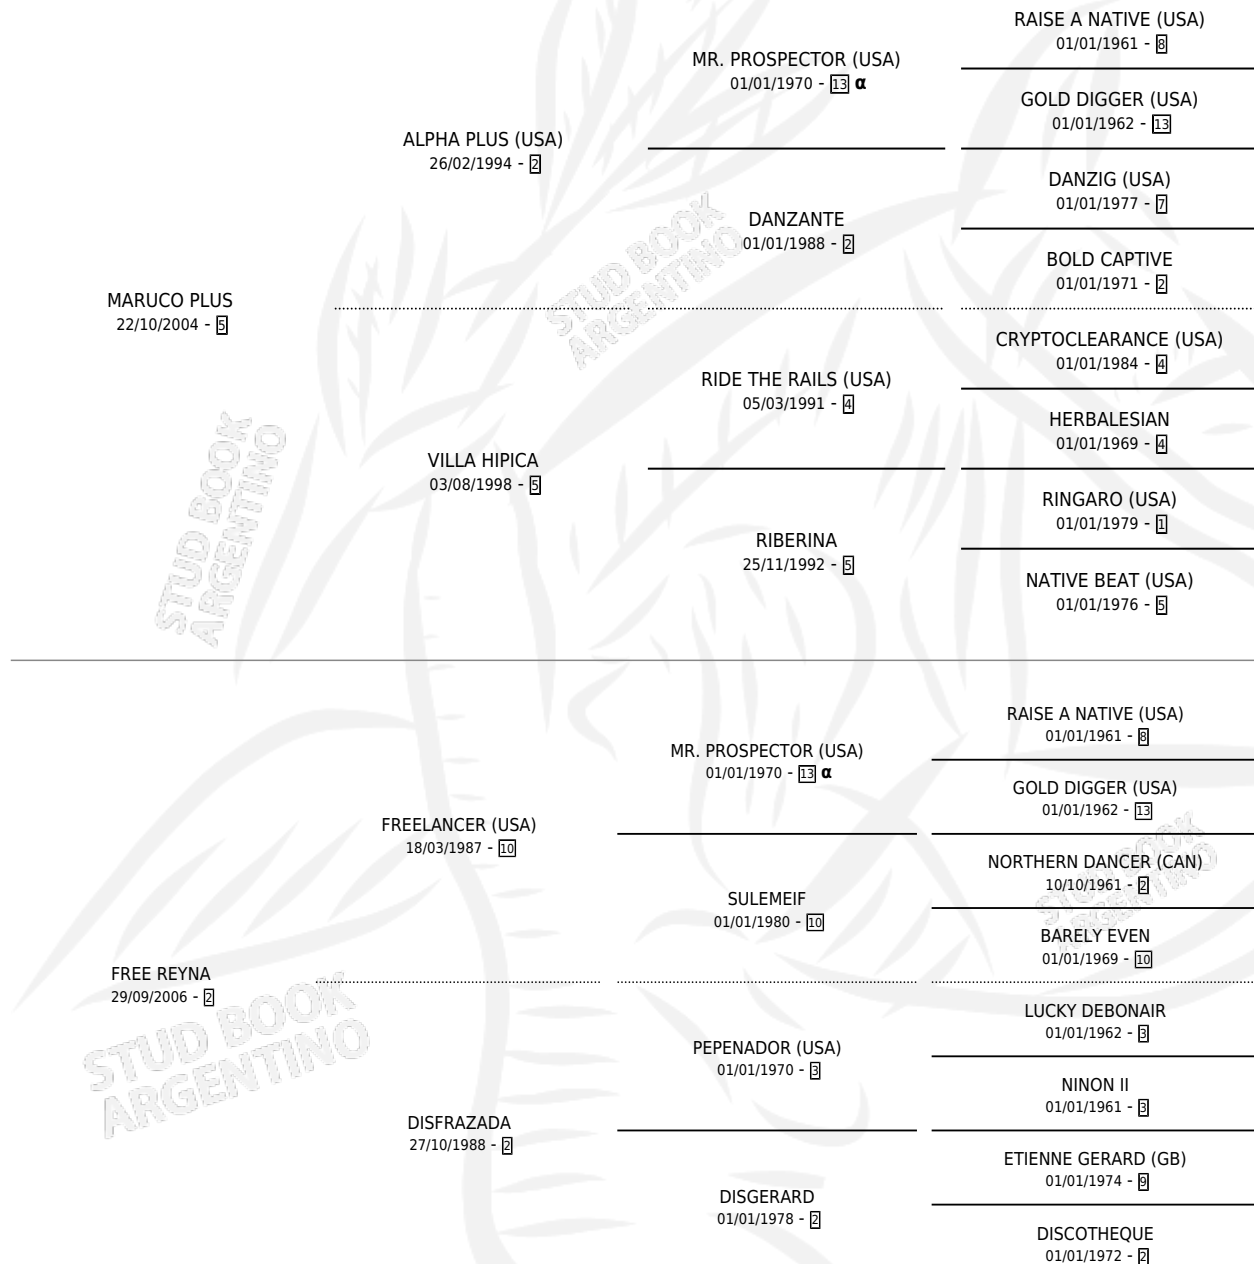 RAISE A NATIVE (USA)
01/01/1961 - 8
MR. PROSPECTOR (USA)
01/01/1970 - 13 α
GOLD DIGGER (USA)
01/01/1962 - 13
ALPHA PLUS (USA)
26/02/1994 - 2
DANZIG (USA)
01/01/1977 - 7
DANZANTE
01/01/1988 - 2
BOLD CAPTIVE
01/01/1971 - 2
MARUCO PLUS
22/10/2004 - 5
CRYPTOCLEARANCE (USA)
01/01/1984 - 4
RIDE THE RAILS (USA)
05/03/1991 - 4
HERBALESIAN
01/01/1969 - 4
VILLA HIPICA
03/08/1998 - 5
RINGARO (USA)
01/01/1979 - 1
RIBERINA
25/11/1992 - 5
NATIVE BEAT (USA)
01/01/1976 - 5
RAISE A NATIVE (USA)
01/01/1961 - 8
MR. PROSPECTOR (USA)
01/01/1970 - 13 α
GOLD DIGGER (USA)
01/01/1962 - 13
FREELANCER (USA)
18/03/1987 - 10
NORTHERN DANCER (CAN)
10/10/1961 - 2
SULEMEIF
01/01/1980 - 10
BARELY EVEN
01/01/1969 - 10
FREE REYNA
29/09/2006 - 2
LUCKY DEBONAIR
01/01/1962 - 3
PEPENADOR (USA)
01/01/1970 - 3
NINON II
01/01/1961 - 3
DISFRAZADA
27/10/1988 - 2
ETIENNE GERARD (GB)
01/01/1974 - 9
DISGERARD
01/01/1978 - 2
DISCOTHEQUE
01/01/1972 - 2
STUD BOOK
ARGENTINO
STUD BOOK
ARGENTINO
STUD BOOK
ARGENTINO
STUD BOOK
ARGENTINO